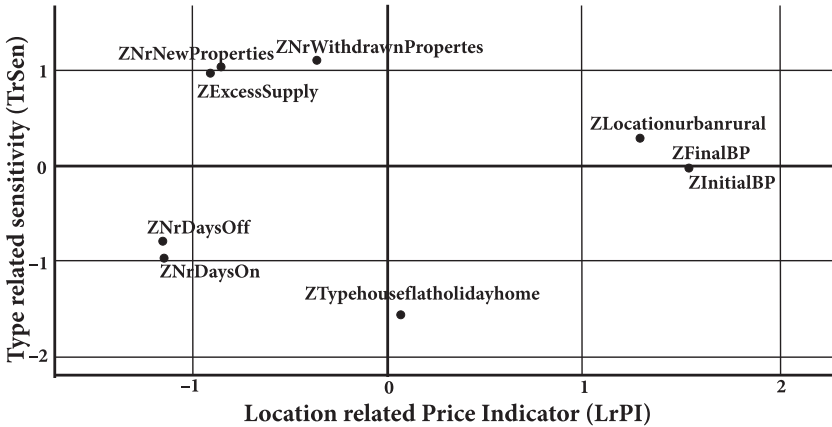 ZNrNewProperties
ZNrWithdrawnPropertes
ZExcessSupply
ZLocationurbanrural
ZFinalBP
ZInitialBP
ZNrDaysOff
ZNrDaysOn
ZTypehouseflatholidayhome
Type related sensitivity (TrSen)
1
0
−1
−2
−1
0
1
2
Location related Price Indicator (LrPI)